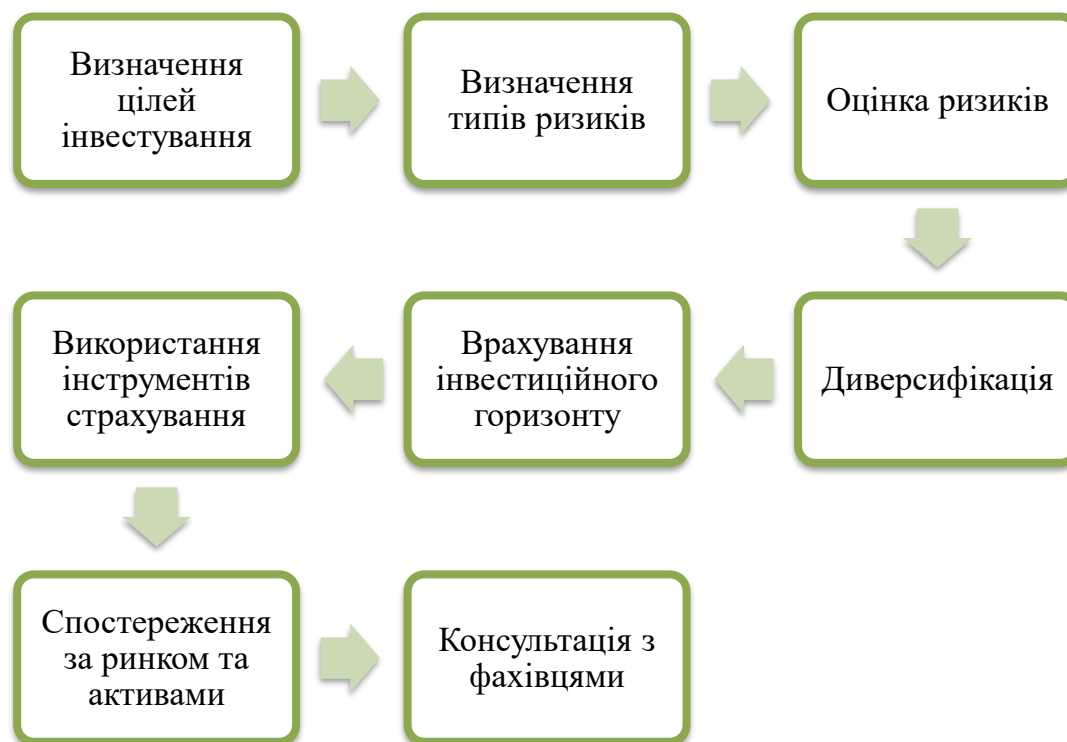 Визначення
цілей
інвестування
Визначення
типів ризиків
Оцінка ризиків
Диверсифікація
Врахування
інвестиційного
горизонту
Використання
інструментів
страхування
Спостереження
за ринком та
активами
Консультація з
фахівцями